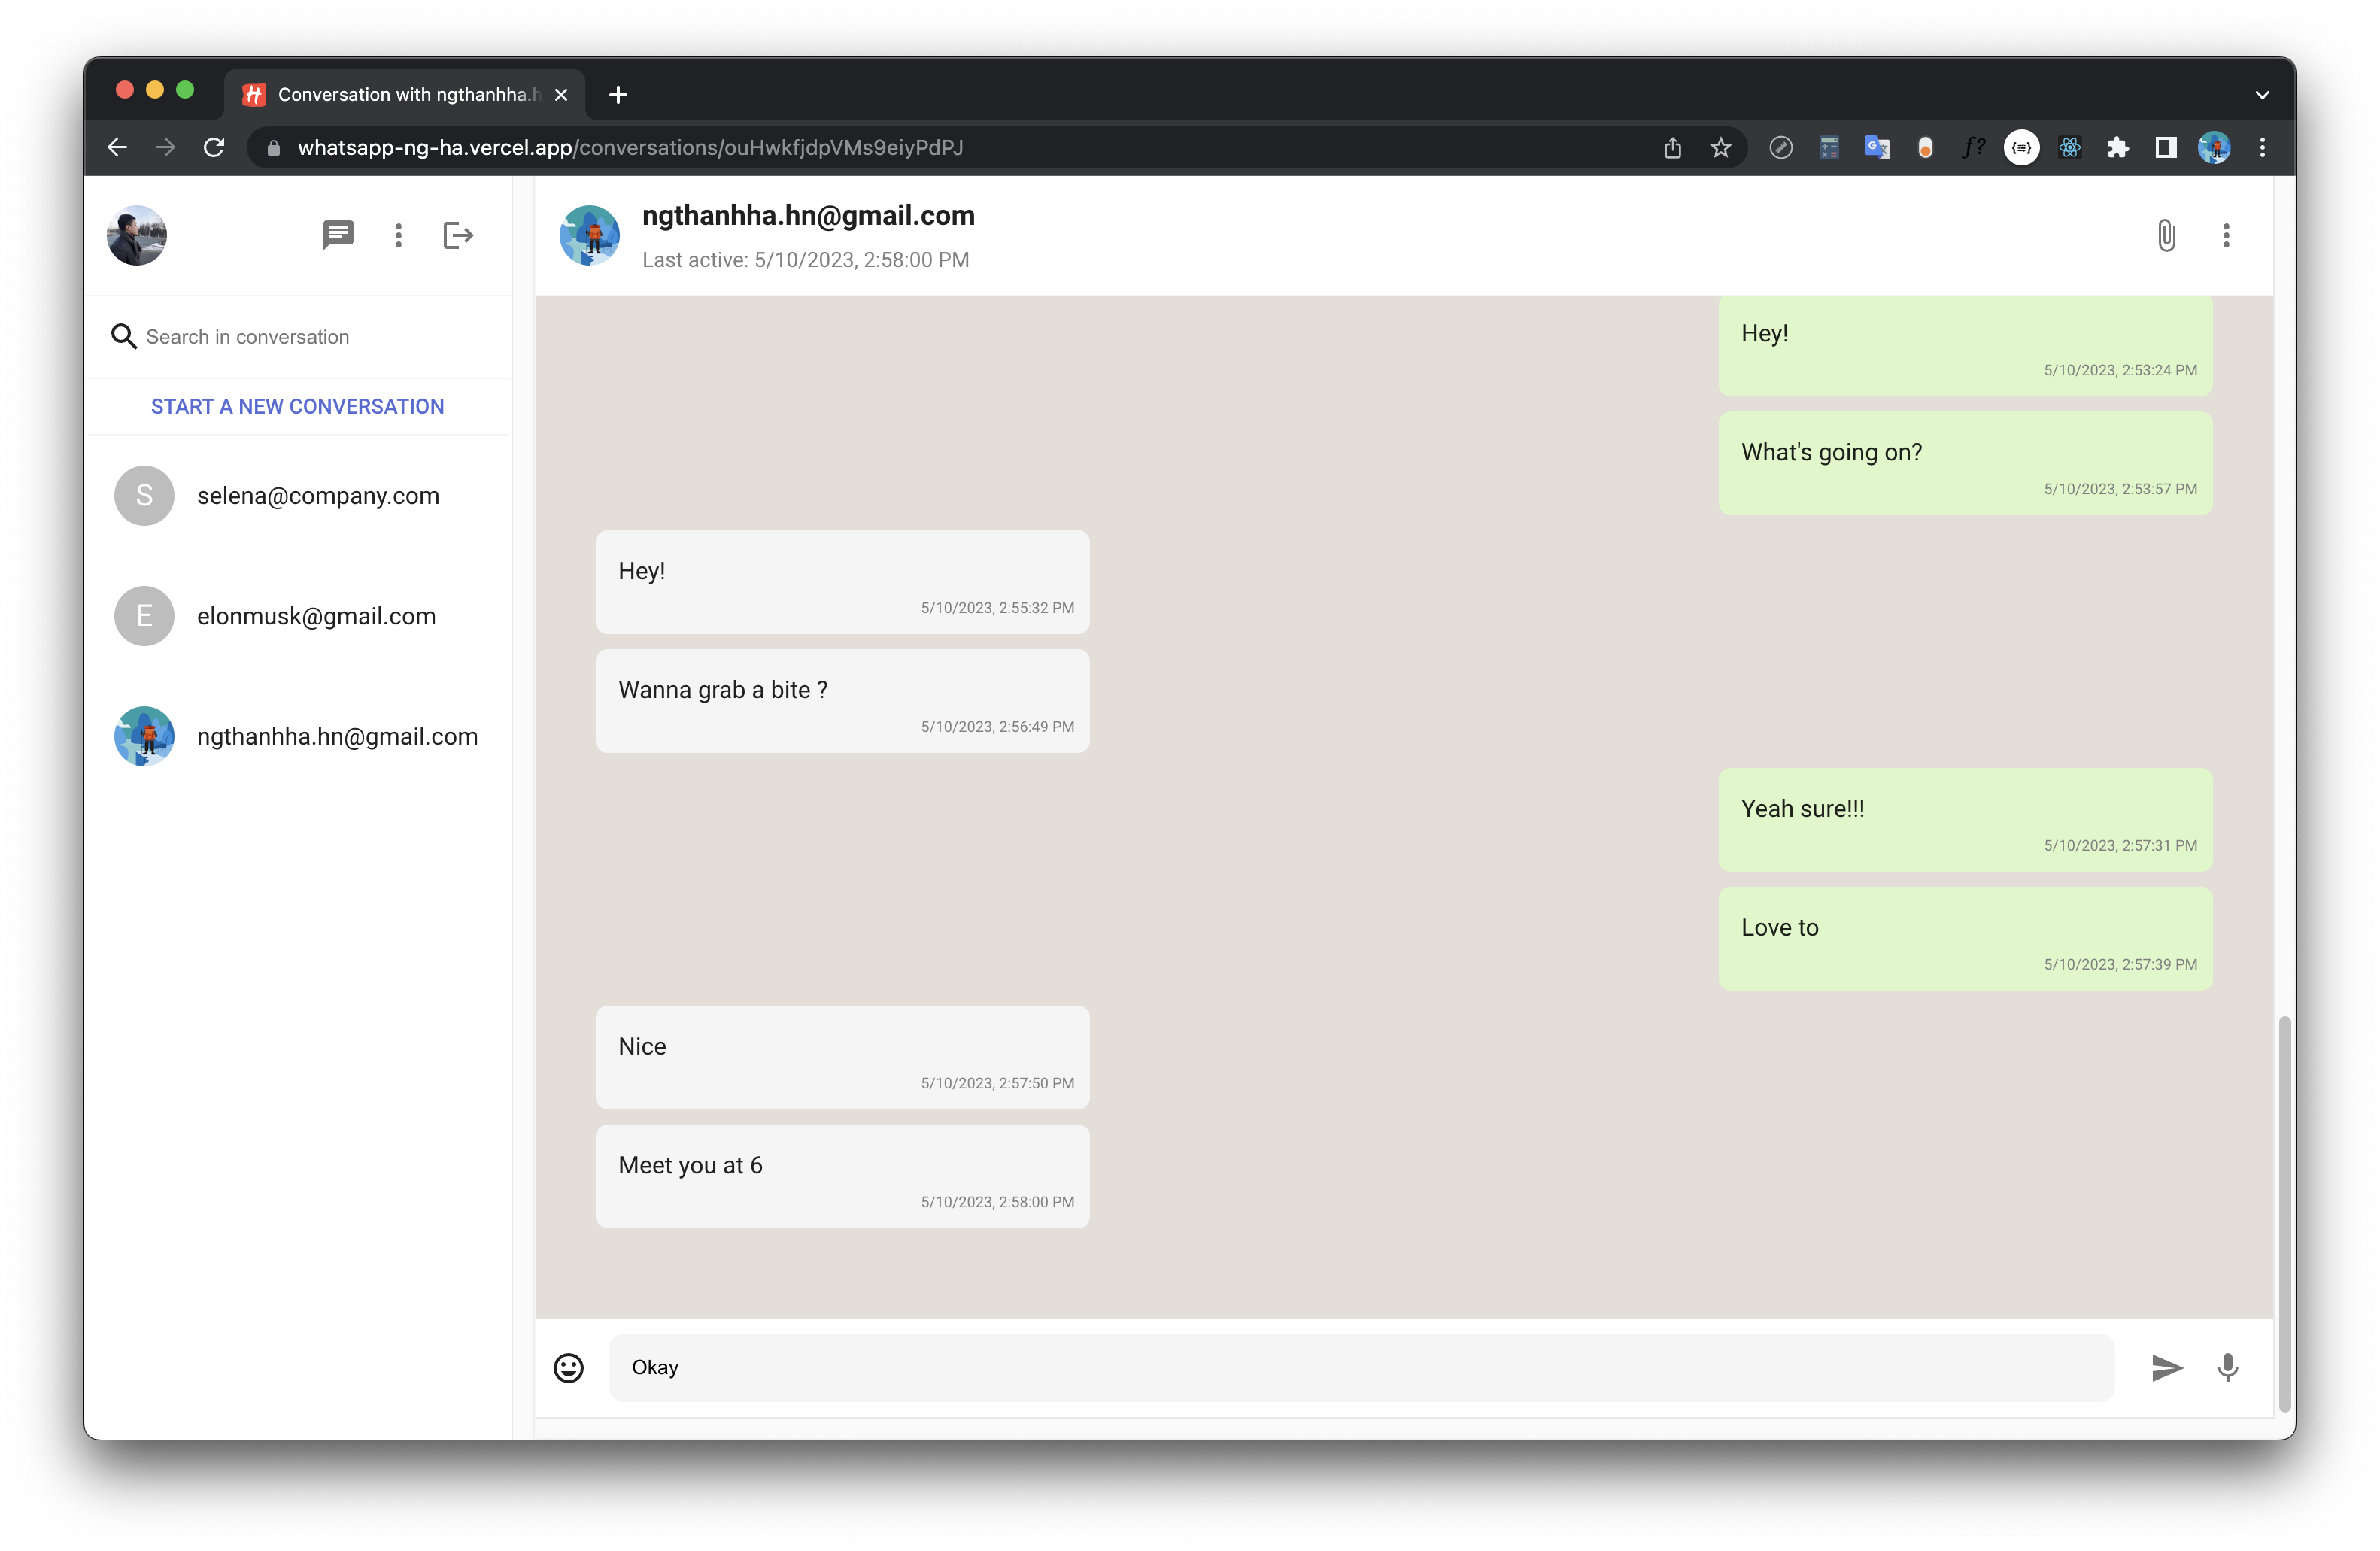 Conversation with ngthanhha.h
whatsapp-ng-ha.vercel.app/conversations/ouHwkfjdpVMs9eiyPdPJ
f?
Search in conversation
START A NEW CONVERSATION
S
selena@company.com
E
elonmusk@gmail.com
ngthanhha.hn@gmail.com
ngthanhha.hn@gmail.com
Last active: 5/10/2023, 2:58:00 PM
Hey!
5/10/2023, 2:53:24 PM
What's going on?
5/10/2023, 2:53:57 PM
Hey!
5/10/2023, 2:55:32 PM
Wanna grab a bite ?
5/10/2023, 2:56:49 PM
Yeah sure!!!
5/10/2023, 2:57:31 PM
Love to
5/10/2023, 2:57:39 PM
Nice
5/10/2023, 2:57:50 PM
Meet you at 6
5/10/2023, 2:58:00 PM
Okay